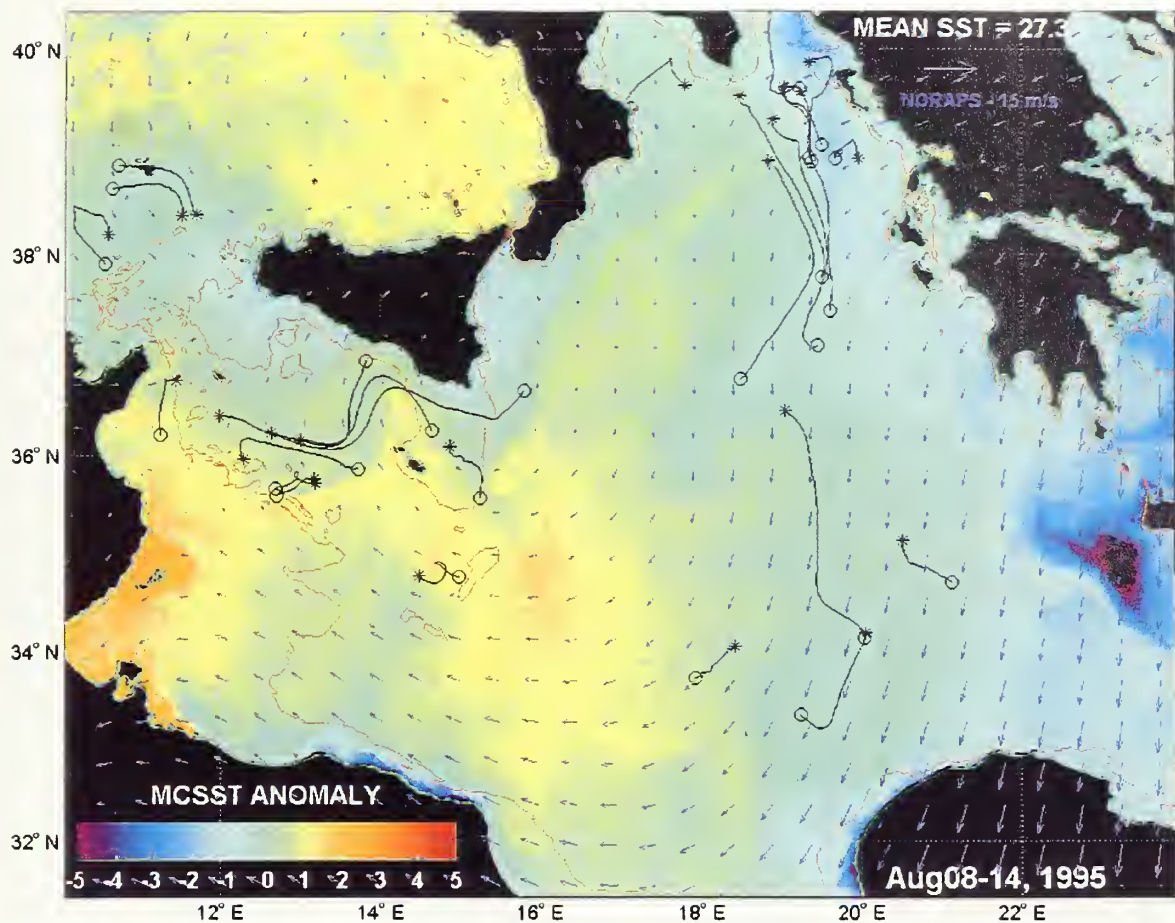 40° N
MEAN SST = 27.3
NORAPS - 15 m/s
38° N
36° N
34° N
MCSST ANOMALY
32° N
-5 -4 -3 -2 -1 0 1 2 3 4 5
Aug08-14, 1995
12° E 14° E 16° E 18° E 20° E 22° E